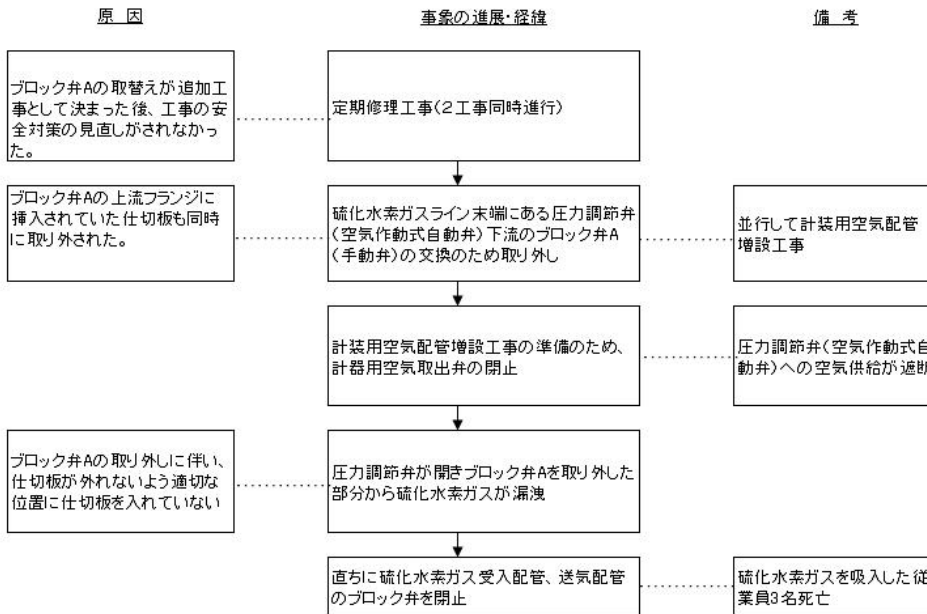 原 因
事象の進展・経緯
備 考
ブロック弁Aの取替えが追加工
事として決まった後、工事の安
全対策の見直しがされなかっ
た。
定期修理工事(2工事同時進行)
ブロック弁Aの上流フランジに
挿入されていた仕切板も同時
に取り外された。
硫化水素ガスライン末端にある圧力調節弁
(空気作動式自動弁)下流のブロック弁A
(手動弁)の交換のため取り外し
並行して計装用空気配管
増設工事
計装用空気配管増設工事の準備のため、
計器用空気取出弁の閉止
圧力調節弁(空気作動式自
動弁)への空気供給が遮断
ブロック弁Aの取り外しに伴い、
仕切板が外れないよう適切な
位置に仕切板を入れていない
圧力調節弁が開きブロック弁Aを取り外した
部分から硫化水素ガスが漏洩
直ちに硫化水素ガス受入配管、送気配管
のブロック弁を閉止
硫化水素ガスを吸入した従
業員3名死亡